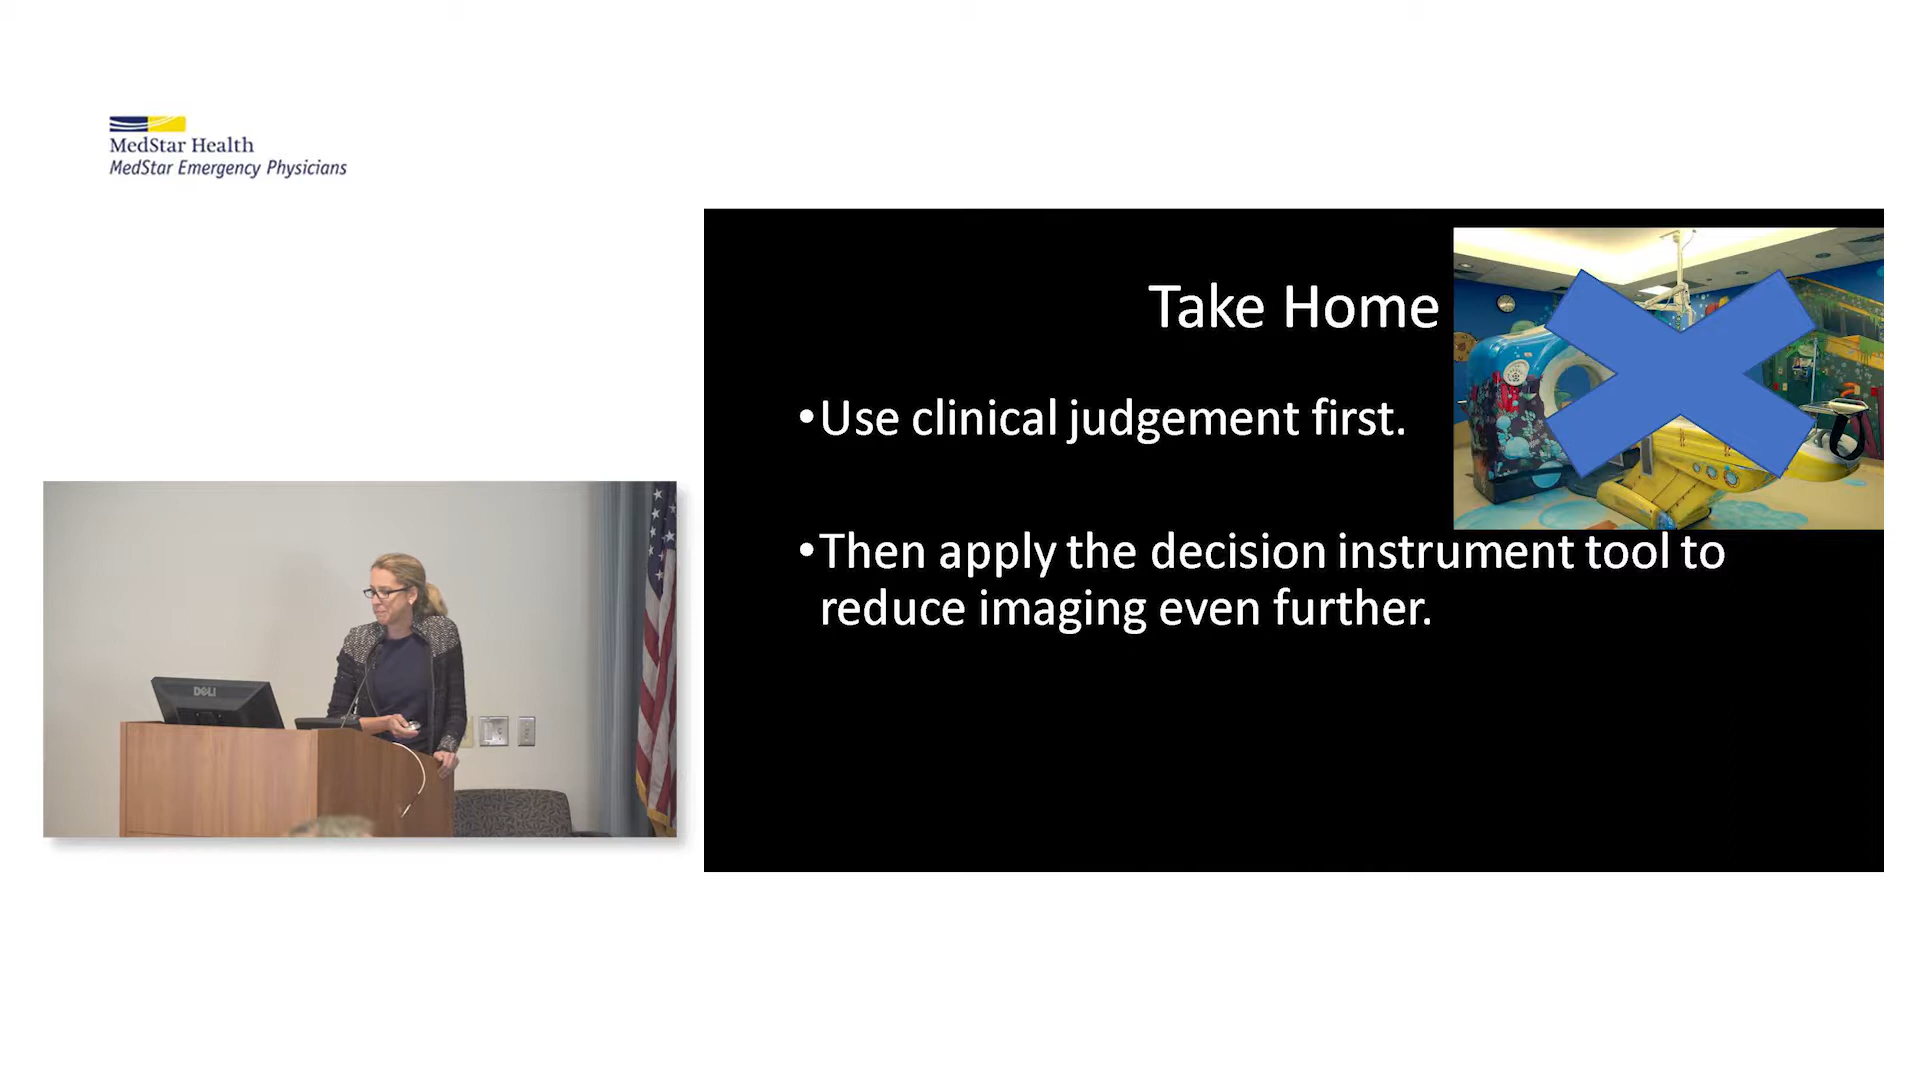 MedStar Health
MedStar Emergency Physicians
Take Home
•Use clinical judgement first.
•Then apply the decision instrument tool to
reduce imaging even further.
DELL